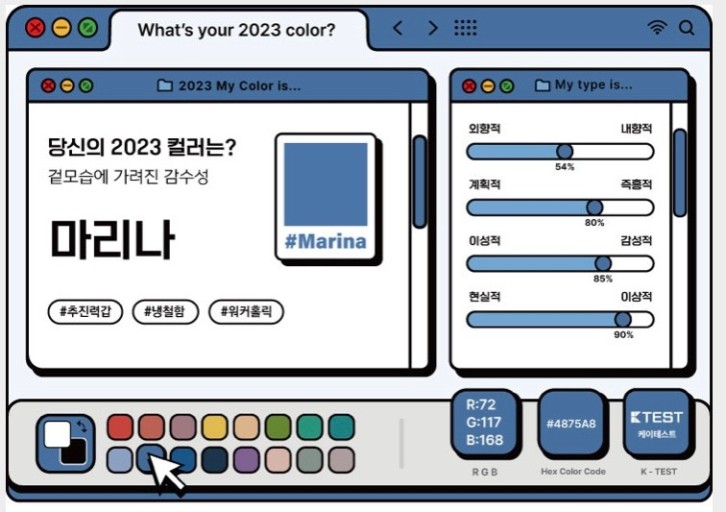 What's your 2023 color?
2023 My Color is...
당신의 2023 컬러는?
겉모습에 가려진 감수성
마리나
#Marina
#추진력갑 #냉철함 #워커홀릭
My type is...
외향적 내향적
54%
계획적 즉흥적
80%
이성적 감성적
85%
현실적 이상적
90%
R:72
G:117
B:168
RGB
#4875A8
Hex Color Code
KTEST
케이테스트
K - TEST